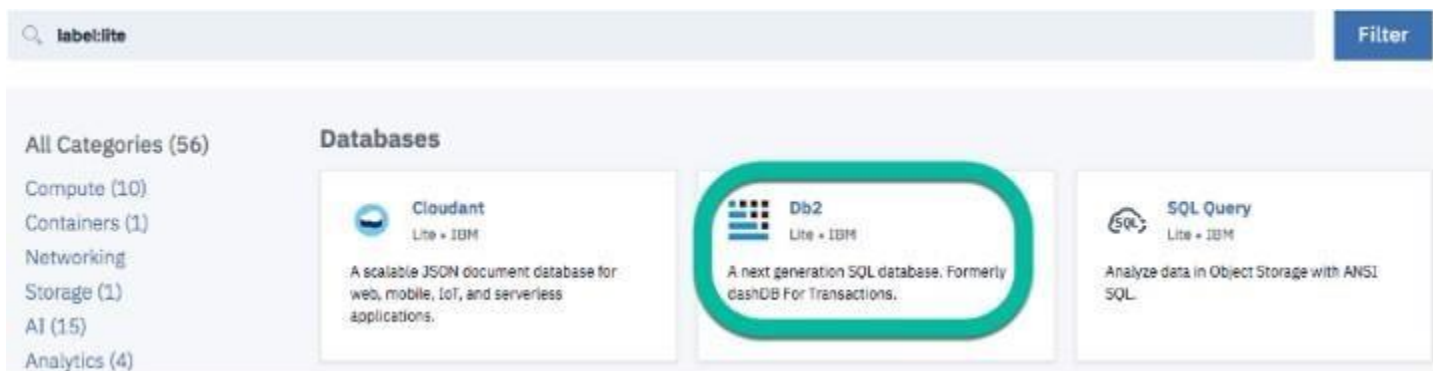 label:lite
Filter
All Categories (56)
Compute (10)
Containers (1)
Networking
Storage (1)
AI (15)
Analytics (4)
Databases
Cloudant
Lite • IBM
A scalable JSON document database for
web, mobile, IoT, and serverless
applications.
Db2
Lite • IBM
A next generation SQL database. Formerly
dashDB For Transactions.
SQL
SQL Query
Lite • IBM
Analyze data in Object Storage with ANSI
SQL.